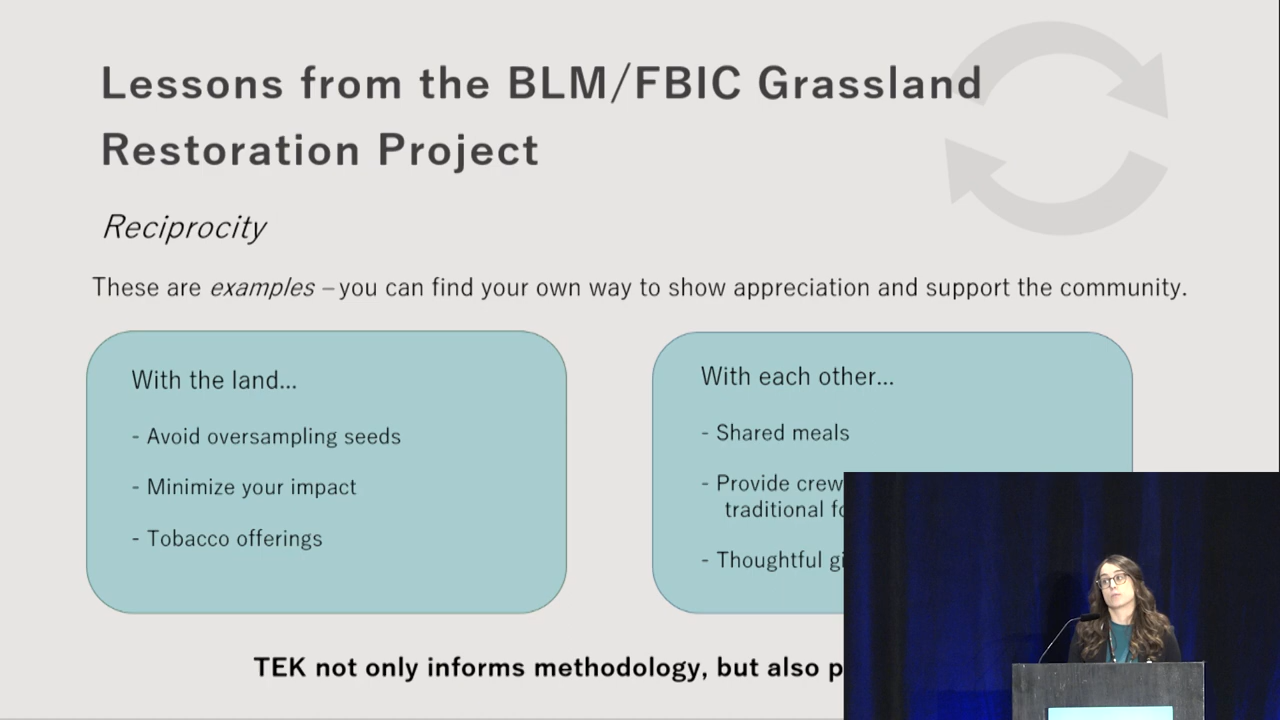 Lessons from the BLM/FBIC Grassland
Restoration Project
Reciprocity
These are examples – you can find your own way to show appreciation and support the community.
With the land...
- Avoid oversampling seeds
- Minimize your impact
- Tobacco offerings
With each other...
- Shared meals
- Provide crew
traditional
- Thoughtful
TEK not only informs methodology, but also